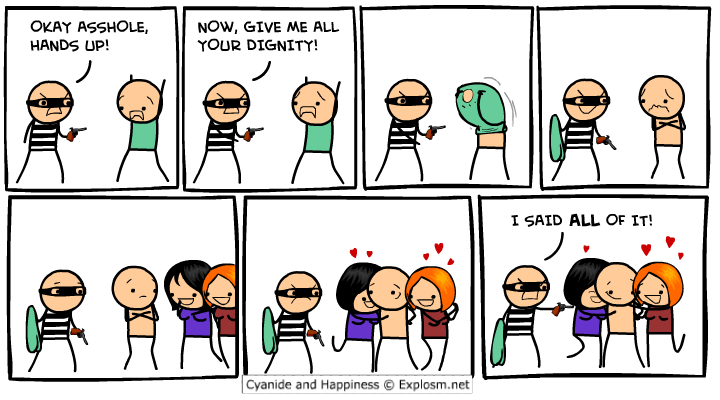 OKAY ASSHOLE,
HANDS UP!
NOW, GIVE ME ALL
YOUR DIGNITY!
I SAID ALL OF IT!
Cyanide and Happiness © Explosm.net